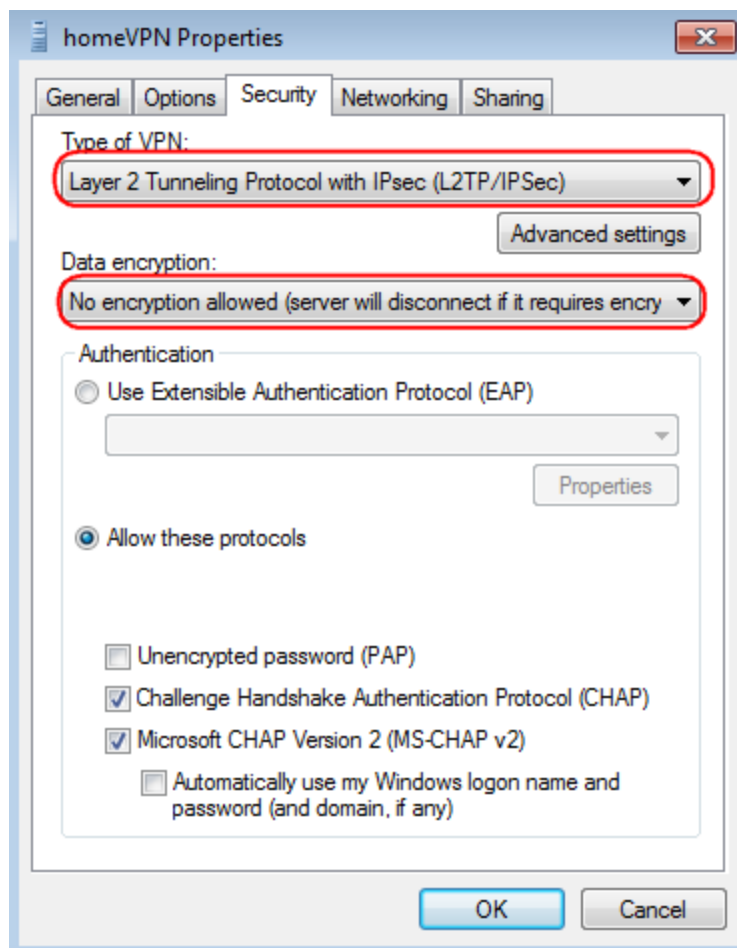 homeVPN Properties
General Options Security Networking Sharing
Type of VPN:
Layer 2 Tunneling Protocol with IPsec (L2TP/IPSec)
Advanced settings
Data encryption:
No encryption allowed (server will disconnect if it requires encry
Authentication
Use Extensible Authentication Protocol (EAP)
Properties
Allow these protocols
Unencrypted password (PAP)
Challenge Handshake Authentication Protocol (CHAP)
Microsoft CHAP Version 2 (MS-CHAP v2)
Automatically use my Windows logon name and
password (and domain, if any)
OK Cancel